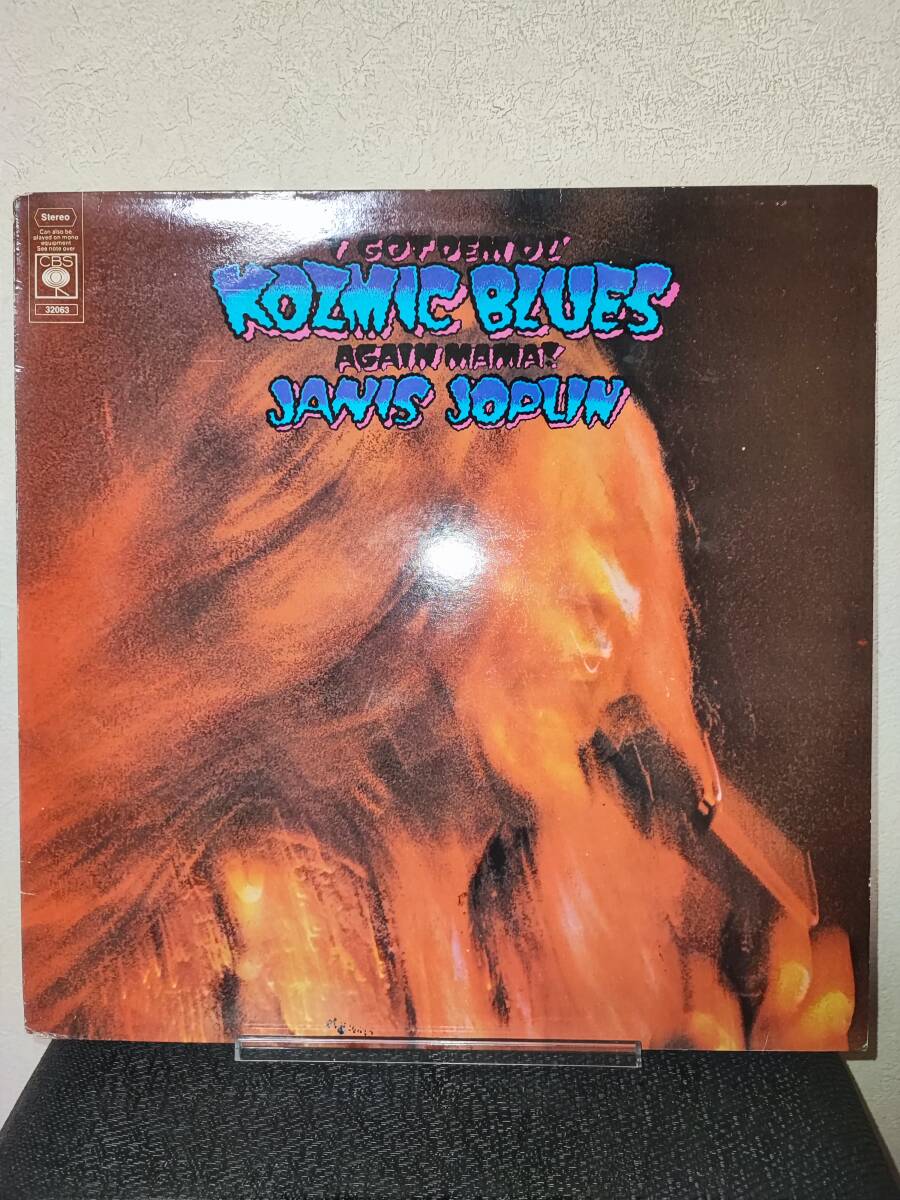 Stereo
Can also be
played on mono
equipment
See note over
CBS
32063
I GOT DEM OL'
KOZMIC BLUES
AGAIN MAMA!
JANIS JOPLIN